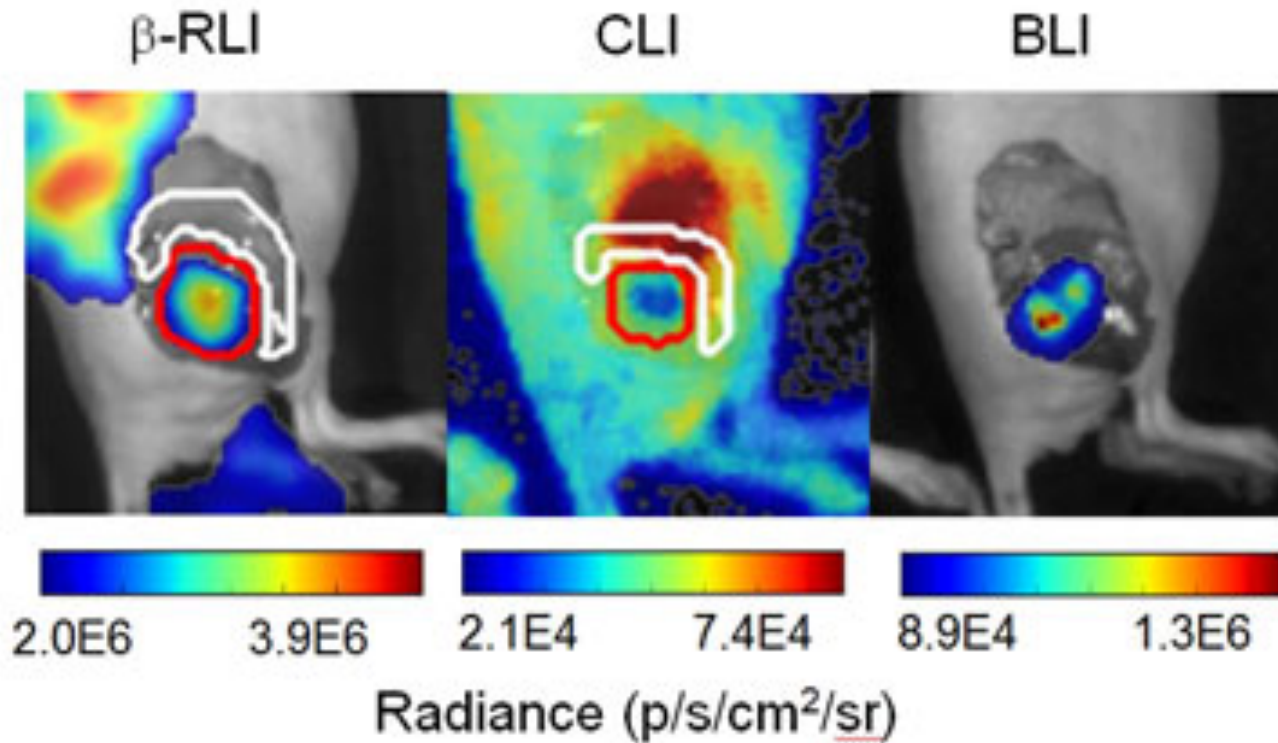 β-RLI CLI BLI
2.0E6 3.9E6 2.1E4 7.4E4 8.9E4 1.3E6
Radiance (p/s/cm²/sr)